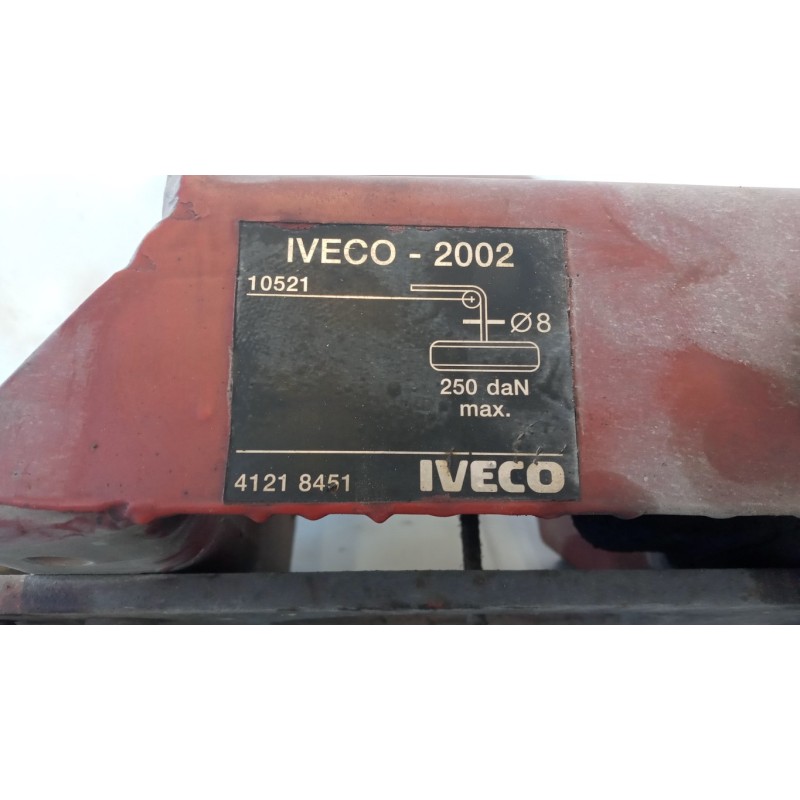 IVECO - 2002
10521
Ø8
250 daN
max.
4121 8451 IVECO